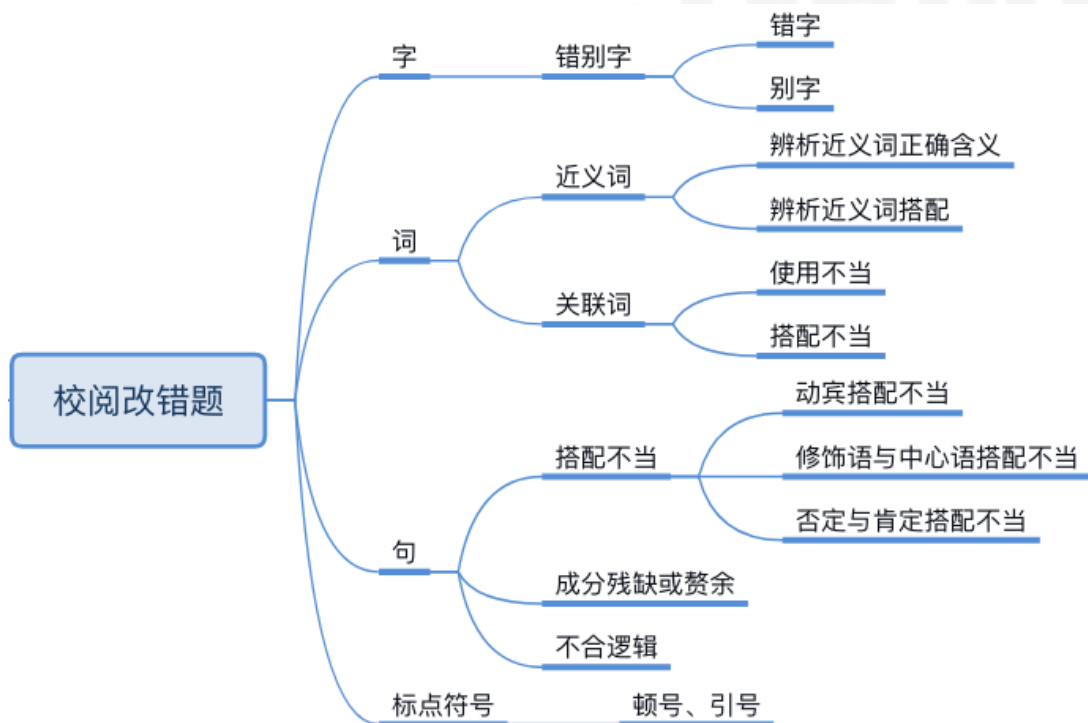 校阅改错题
字
错别字
错字
别字
词
近义词
辨析近义词正确含义
辨析近义词搭配
关联词
使用不当
搭配不当
句
搭配不当
动宾搭配不当
修饰语与中心语搭配不当
否定与肯定搭配不当
成分残缺或赘余
不合逻辑
标点符号
顿号、引号